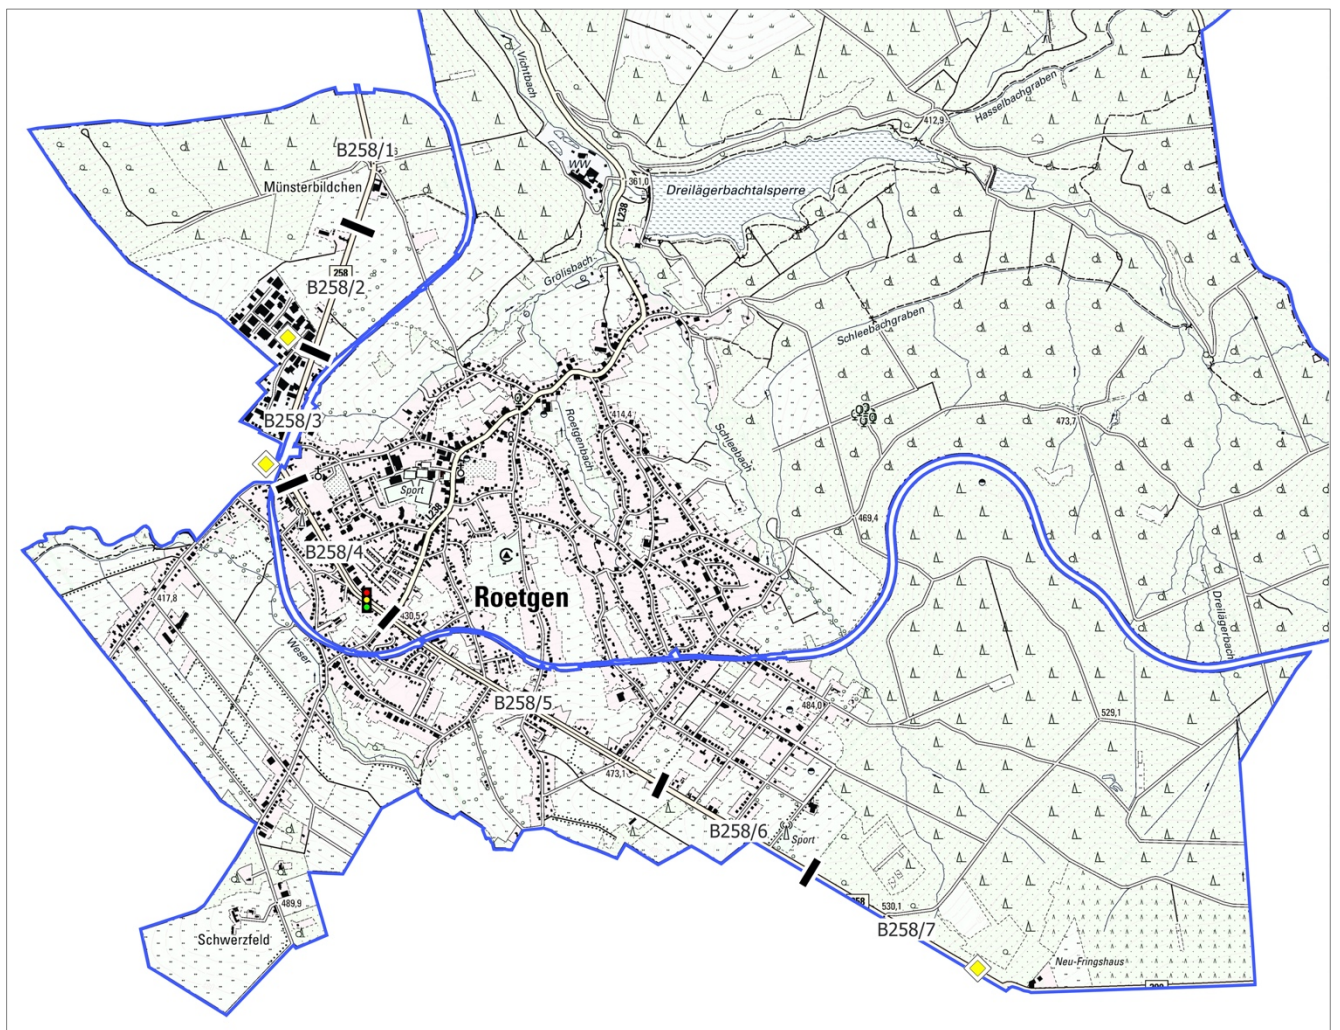 Vichtbach
Hasselbachgraben
412,9
B258/1
WW
361,0
Dreilägerbachtalsperre
Münsterbildchen
L238
258
B258/2
Grölisbach
Schleebachgraben
B258/3
414,4
Roetgenbach
Schleebach
473,7
Sport
L238
469,4
B258/4
Roetgen
417,8
430,5
Dreilägerbach
Weser
B258/5
484,0
529,1
473,1
B258/6
Sport
530,1
489,9
B258/7
Schwerzfeld
Neu-Fringshaus